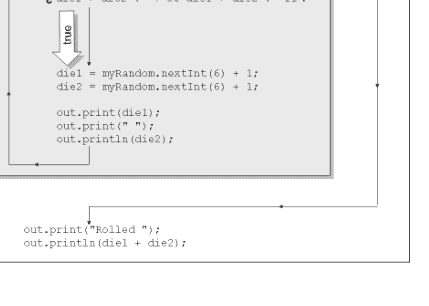 true
die1 = myRandom.nextInt(6) + 1;
die2 = myRandom.nextInt(6) + 1;
out.print(die1);
out.print(" ");
out.println(die2);
out.print("Rolled ");
out.println(die1 + die2);